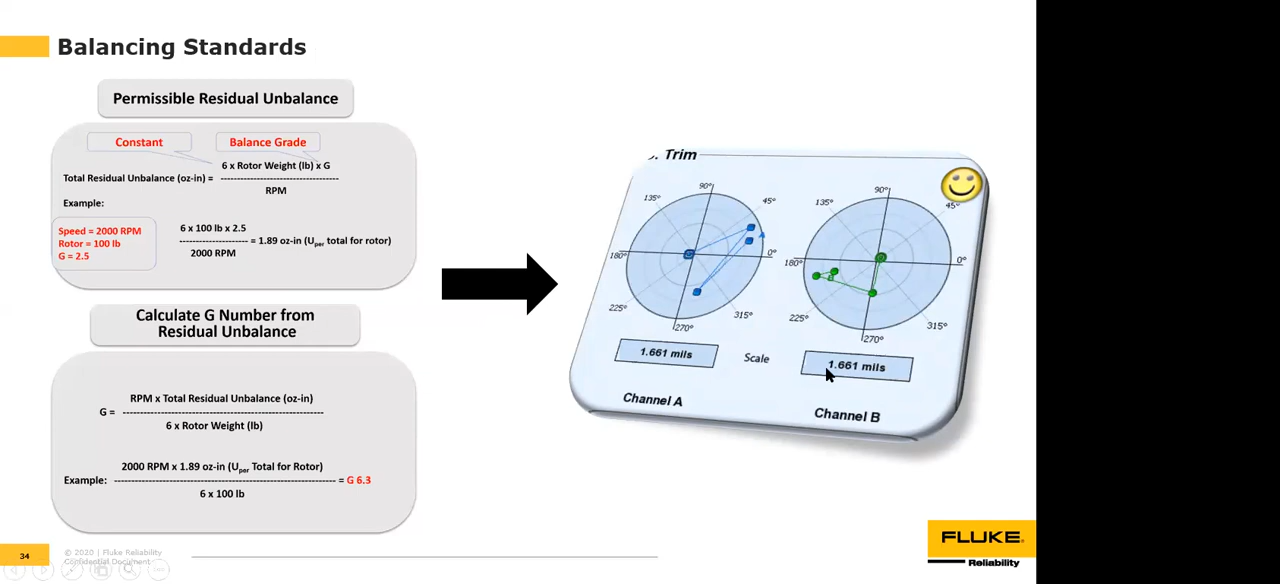 Balancing Standards
Permissible Residual Unbalance
Constant
Balance Grade
6 x Rotor Weight (lb) x G
Total Residual Unbalance (oz-in) = --------------------------------------
RPM
Example:
Speed = 2000 RPM
Rotor = 100 lb
G = 2.5
6 x 100 lb x 2.5
---------------------- = 1.89 oz-in (Uper total for rotor)
2000 RPM
Calculate G Number from
Residual Unbalance
RPM x Total Residual Unbalance (oz-in)
G = ----------------------------------------------------------------
6 x Rotor Weight (lb)
2000 RPM x 1.89 oz-in (Uper Total for Rotor)
Example: ------------------------------------------------------------------------ = G 6.3
6 x 100 lb
. Trim
90°
135°
45°
180°
0°
225°
315°
270°
90°
135°
45°
180°
0°
225°
315°
270°
1.661 mils
Scale
1.661 mils
Channel A
Channel B
34
© 2020 | Fluke Reliability
Confidential Document
FLUKE®
Reliability